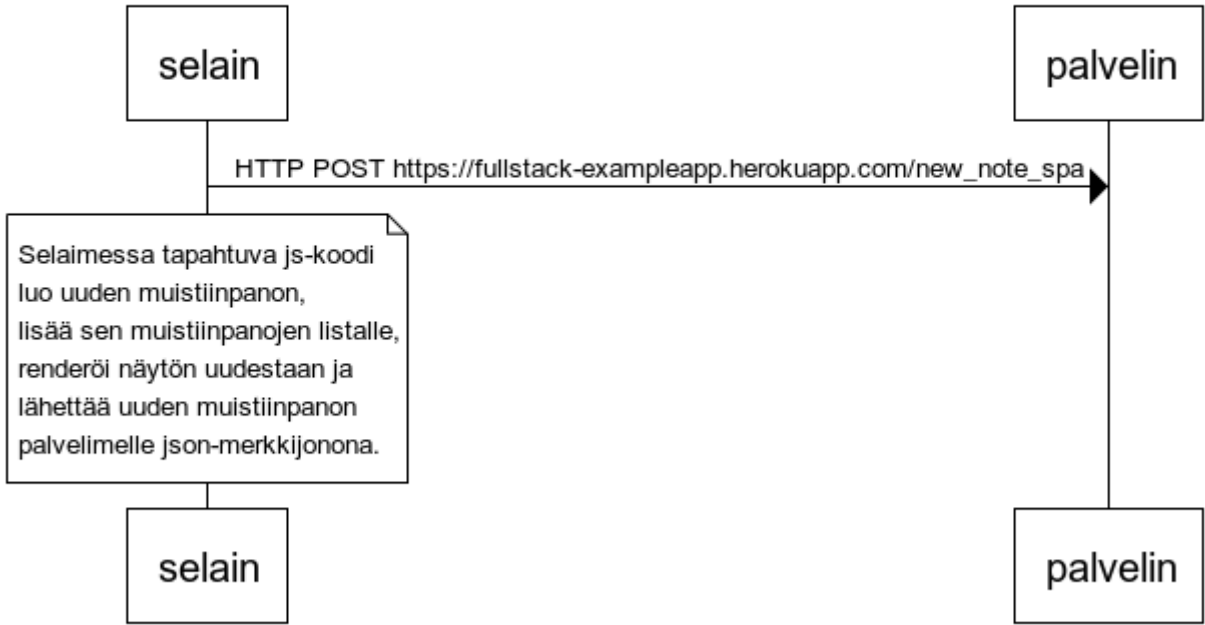 selain
palvelin
HTTP POST https://fullstack-exampleapp.herokuapp.com/new_note_spa
Selaimessa tapahtuva js-koodi
luo uuden muistiinpanon,
lisää sen muistiinpanojen listalle,
renderöi näytön uudestaan ja
lähettää uuden muistiinpanon
palvelimelle json-merkkijonona.
selain
palvelin